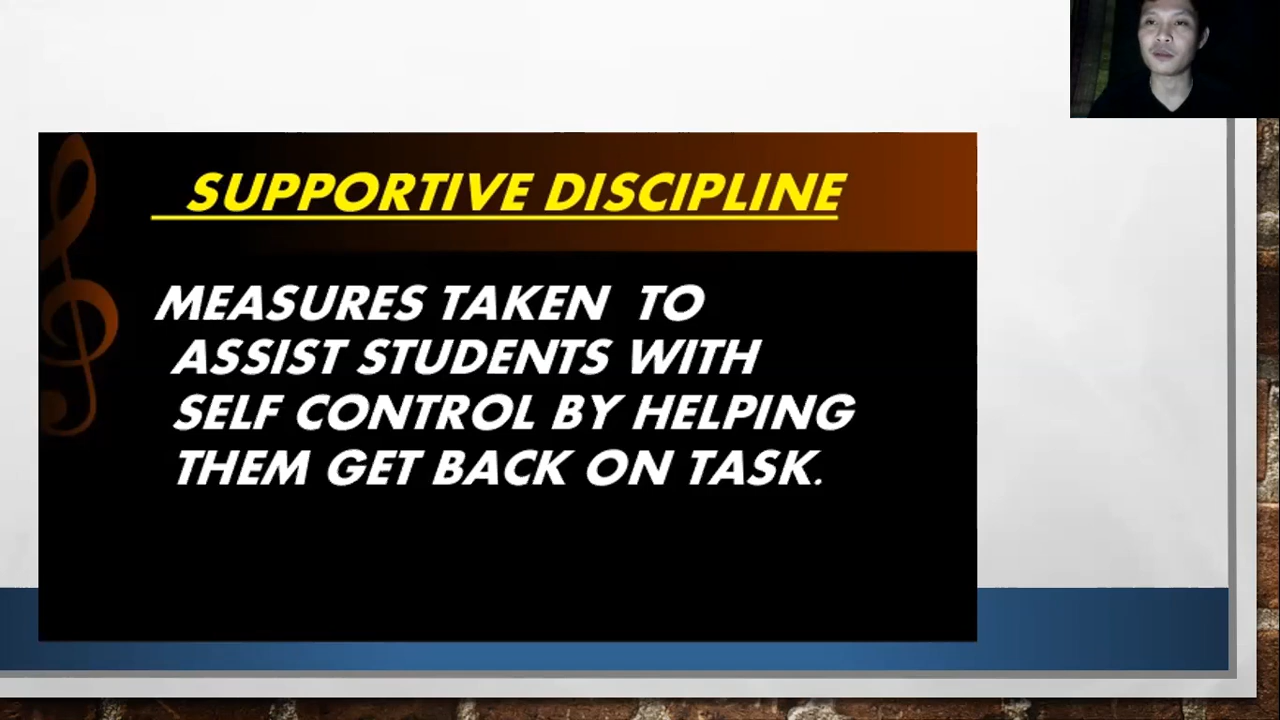 SUPPORTIVE DISCIPLINE
MEASURES TAKEN TO
ASSIST STUDENTS WITH
SELF CONTROL BY HELPING
THEM GET BACK ON TASK.